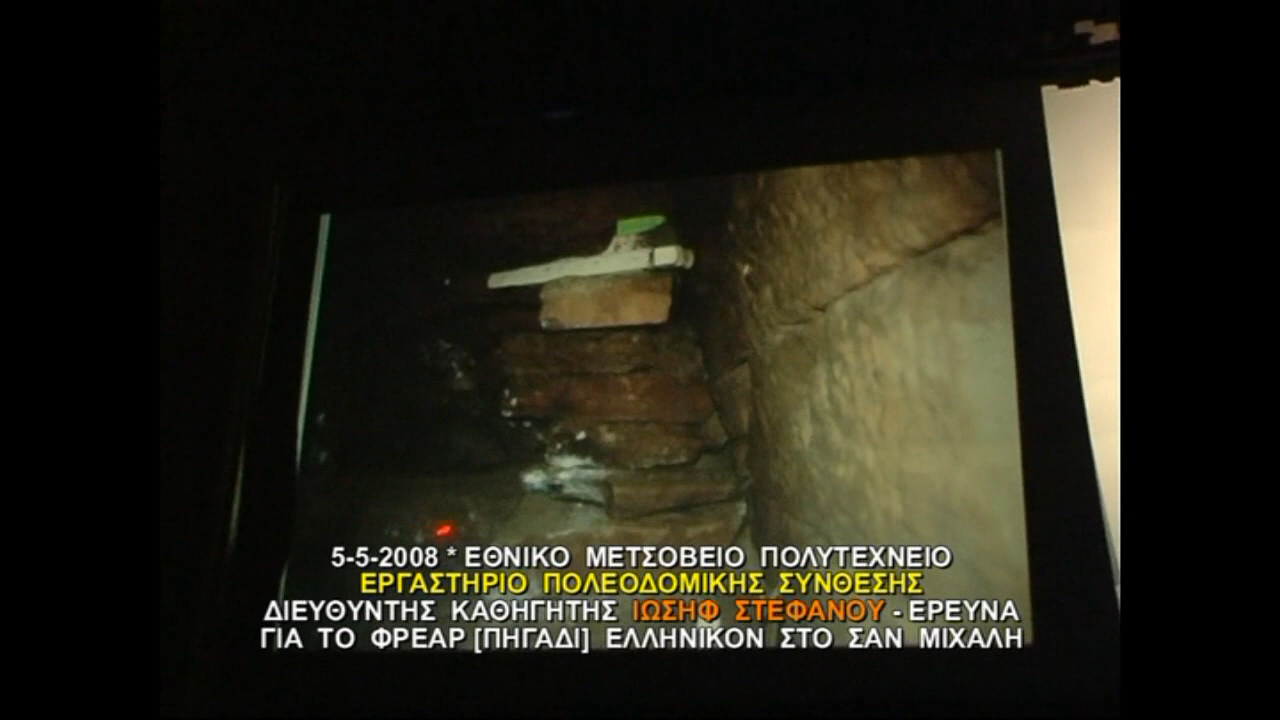 5-5-2008 * ΕΘΝΙΚΟ ΜΕΤΣΟΒΕΙΟ ΠΟΛΥΤΕΧΝΕΙΟ
ΕΡΓΑΣΤΗΡΙΟ ΠΟΛΕΟΔΟΜΙΚΗΣ ΣΥΝΘΕΣΗΣ
ΔΙΕΥΘΥΝΤΗΣ ΚΑΘΗΓΗΤΗΣ ΙΩΣΗΦ ΣΤΕΦΑΝΟΥ - ΕΡΕΥΝΑ
ΓΙΑ ΤΟ ΦΡΕΑΡ [ΠΗΓΑΔΙ] ΕΛΛΗΝΙΚΟΝ ΣΤΟ ΣΑΝ ΜΙΧΑΛΗ